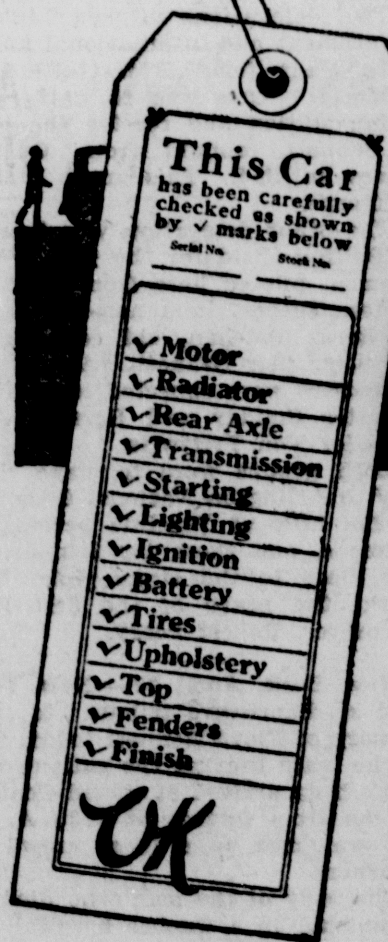 This Car
has been carefully
checked as shown
by ✓ marks below
Serial No. Stock No.
✓ Motor
✓ Radiator
✓ Rear Axle
✓ Transmission
✓ Starting
✓ Lighting
✓ Ignition
✓ Battery
✓ Tires
✓ Upholstery
✓ Top
✓ Fenders
✓ Finish
OK